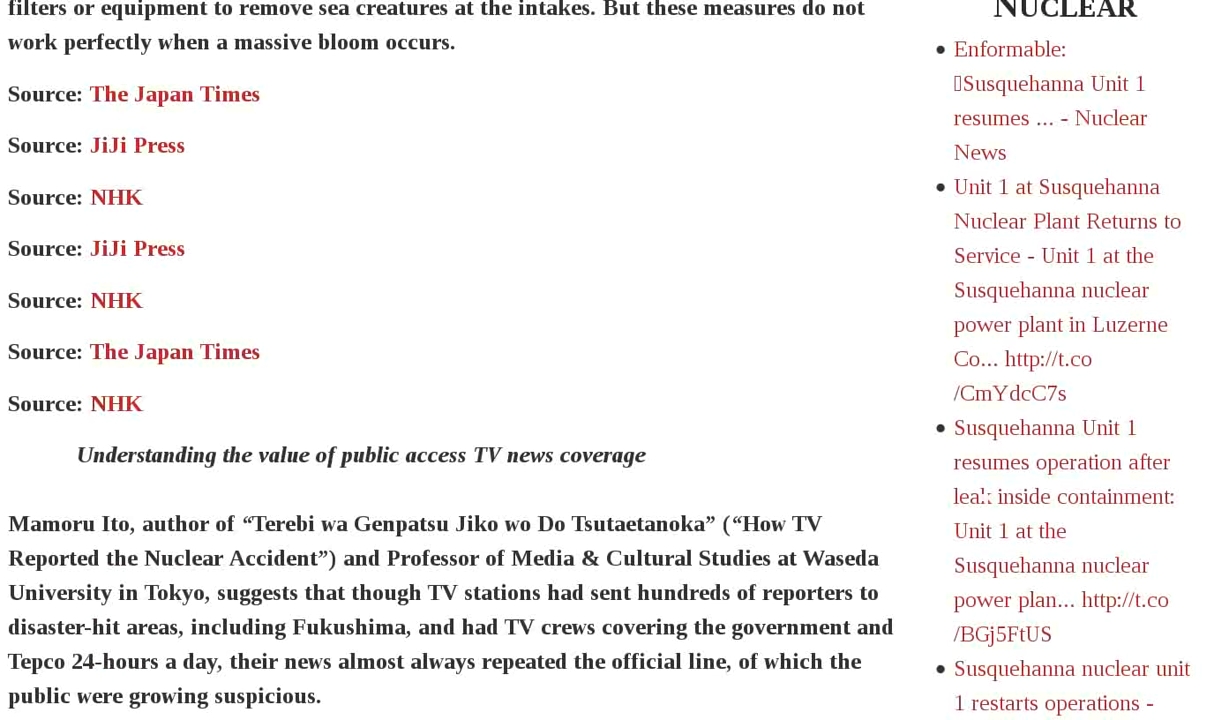 filters or equipment to remove sea creatures at the intakes. But these measures do not
work perfectly when a massive bloom occurs.
Source: The Japan Times
Source: JiJi Press
Source: NHK
Source: JiJi Press
Source: NHK
Source: The Japan Times
Source: NHK
Understanding the value of public access TV news coverage
Mamoru Ito, author of “Terebi wa Genpatsu Jiko wo Do Tsutaetanoka” (“How TV
Reported the Nuclear Accident”) and Professor of Media & Cultural Studies at Waseda
University in Tokyo, suggests that though TV stations had sent hundreds of reporters to
disaster-hit areas, including Fukushima, and had TV crews covering the government and
Tepco 24-hours a day, their news almost always repeated the official line, of which the
public were growing suspicious.
NUCLEAR
Enformable:
Susquehanna Unit 1
resumes ... - Nuclear
News
Unit 1 at Susquehanna
Nuclear Plant Returns to
Service - Unit 1 at the
Susquehanna nuclear
power plant in Luzerne
Co... http://t.co
/CmYdcC7s
Susquehanna Unit 1
resumes operation after
leak inside containment:
Unit 1 at the
Susquehanna nuclear
power plan... http://t.co
/BGj5FtUS
Susquehanna nuclear unit
1 restarts operations -